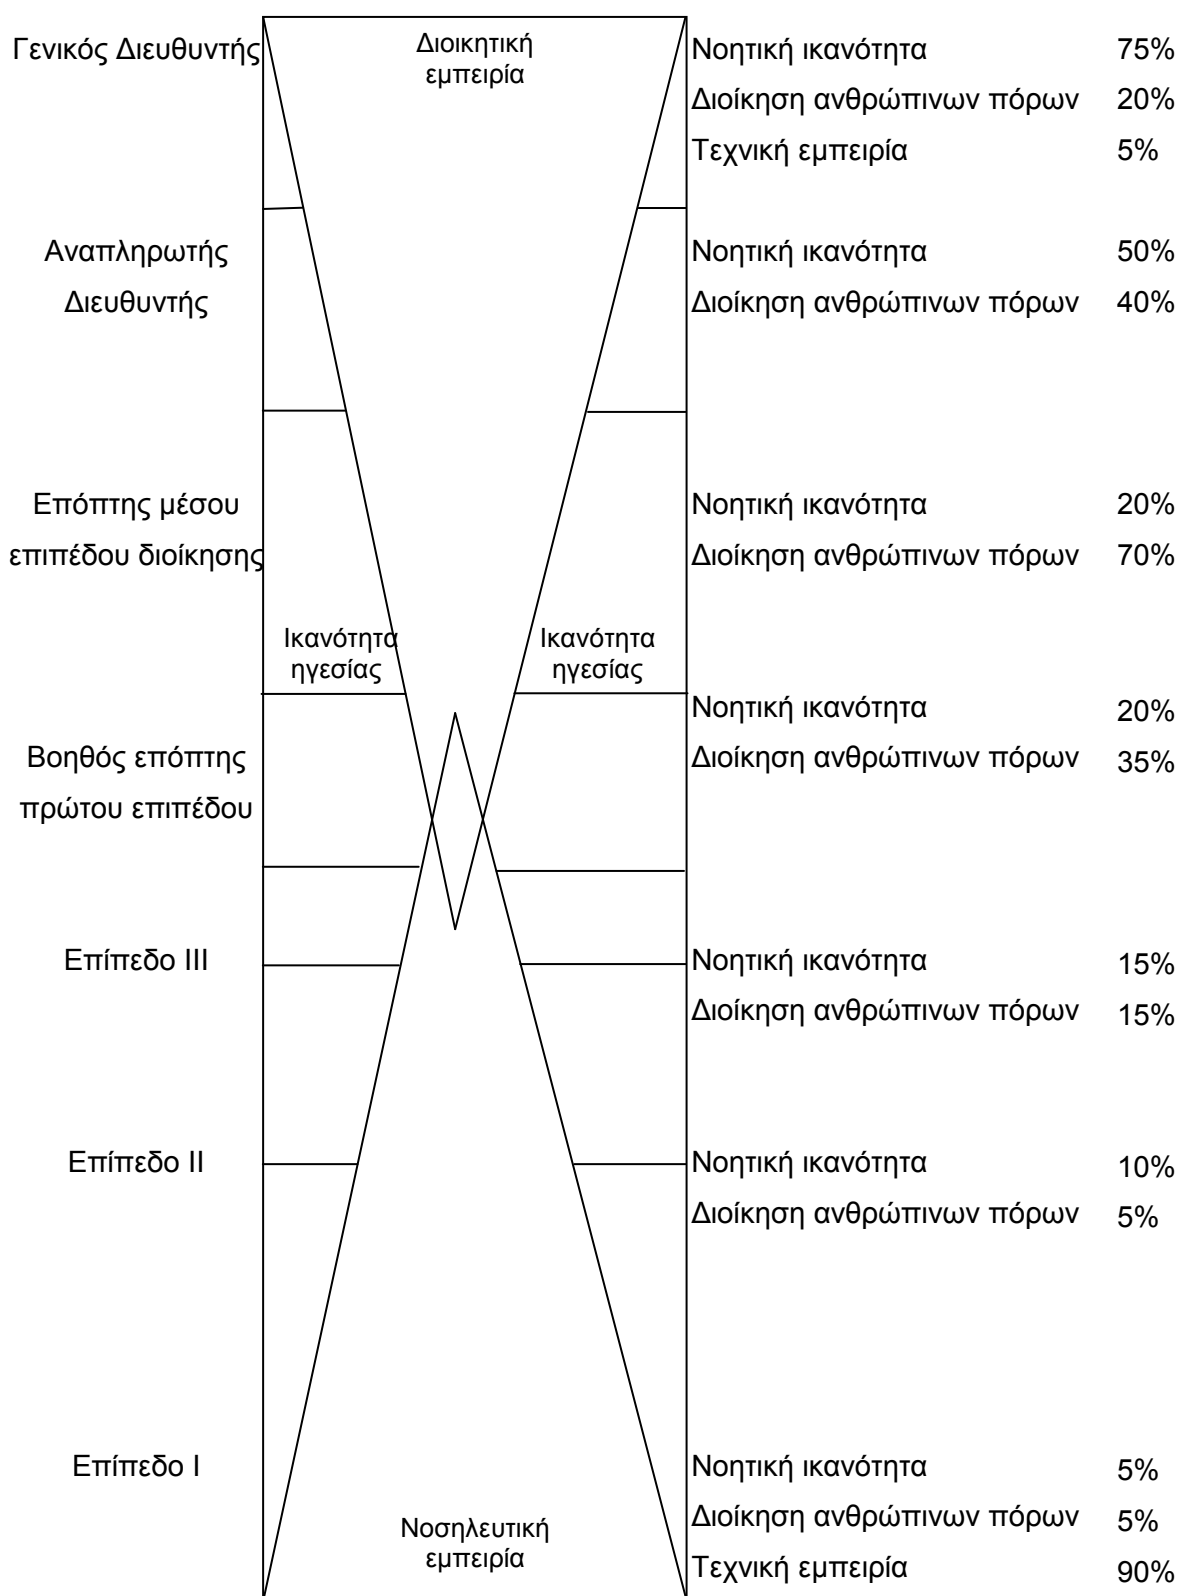 Γενικός Διευθυντής
Διοικητική
εμπειρία
Νοητική ικανότητα 75%
Διοίκηση ανθρώπινων πόρων 20%
Τεχνική εμπειρία 5%
Αναπληρωτής
Διευθυντής
Νοητική ικανότητα 50%
Διοίκηση ανθρώπινων πόρων 40%
Επόπτης μέσου
επιπέδου διοίκησης
Νοητική ικανότητα 20%
Διοίκηση ανθρώπινων πόρων 70%
Ικανότητα
ηγεσίας
Ικανότητα
ηγεσίας
Βοηθός επόπτης
πρώτου επιπέδου
Νοητική ικανότητα 20%
Διοίκηση ανθρώπινων πόρων 35%
Επίπεδο III
Νοητική ικανότητα 15%
Διοίκηση ανθρώπινων πόρων 15%
Επίπεδο II
Νοητική ικανότητα 10%
Διοίκηση ανθρώπινων πόρων 5%
Επίπεδο I
Νοσηλευτική
εμπειρία
Νοητική ικανότητα 5%
Διοίκηση ανθρώπινων πόρων 5%
Τεχνική εμπειρία 90%